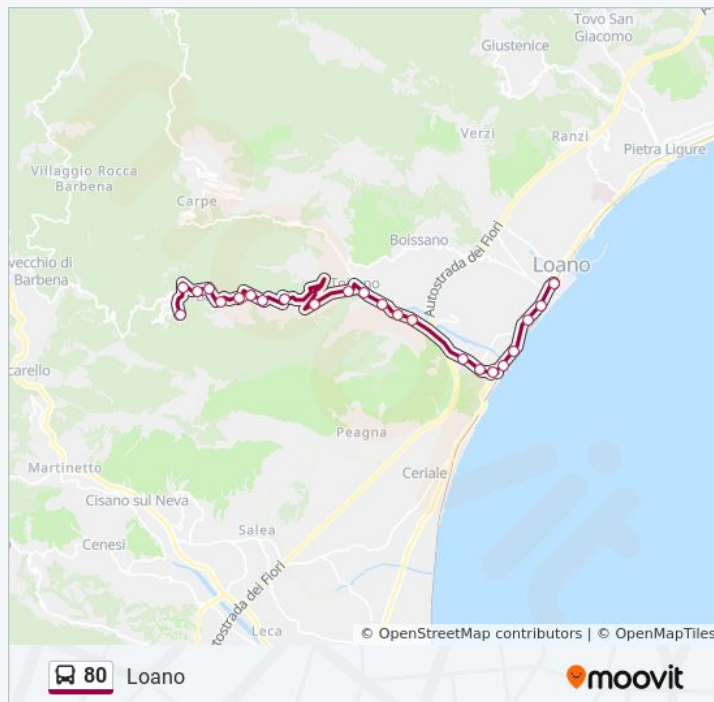 Tovo San
Giacomo
Giustenice
Verzi
Ranzi
Pietra Ligure
Villaggio Rocca
Barbena
Carpe
Boissano
Autostrada dei Fiori
Loano
vecchio di
Barbena
carello
Peagna
Martinetto
Ceriale
Cisano sul Neva
Salea
Cenesi
tostrada dei Fiori
Leca
© OpenStreetMap contributors | © OpenMapTiles
80 Loano
moovit